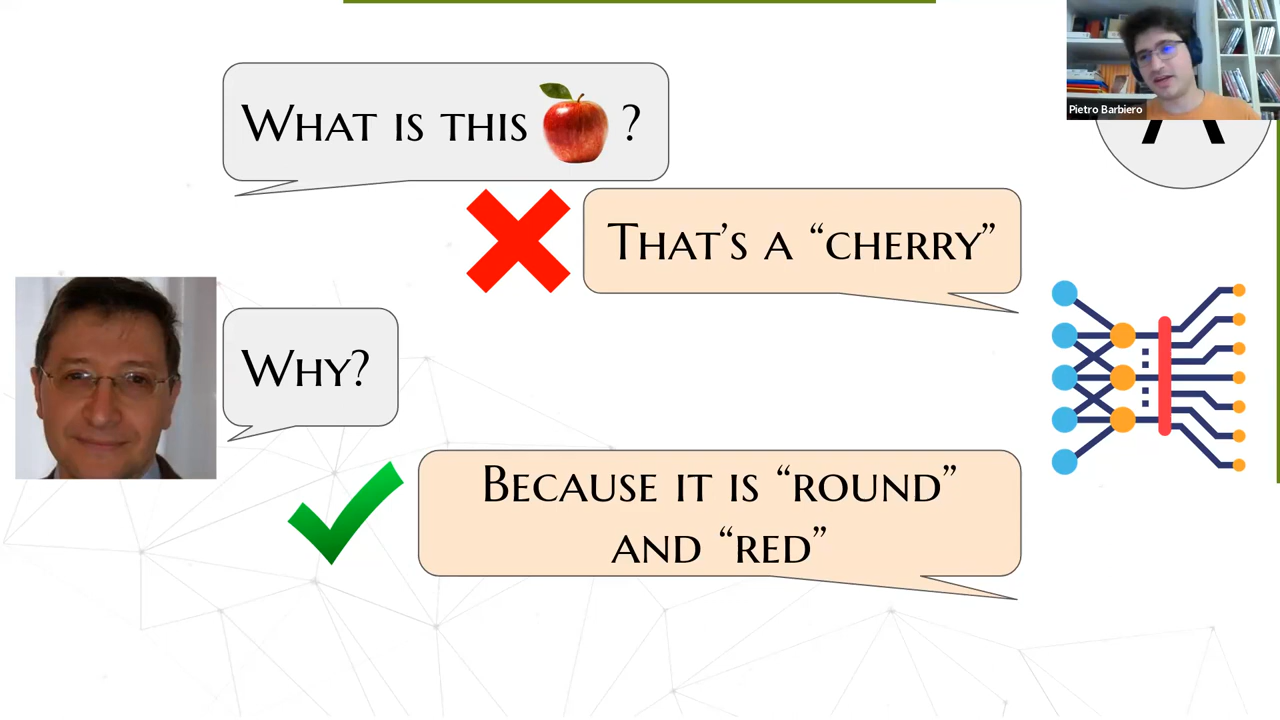 What is this ?
Pietro Barbiero
That's a “cherry”
Why?
Because it is “round”
and “red”